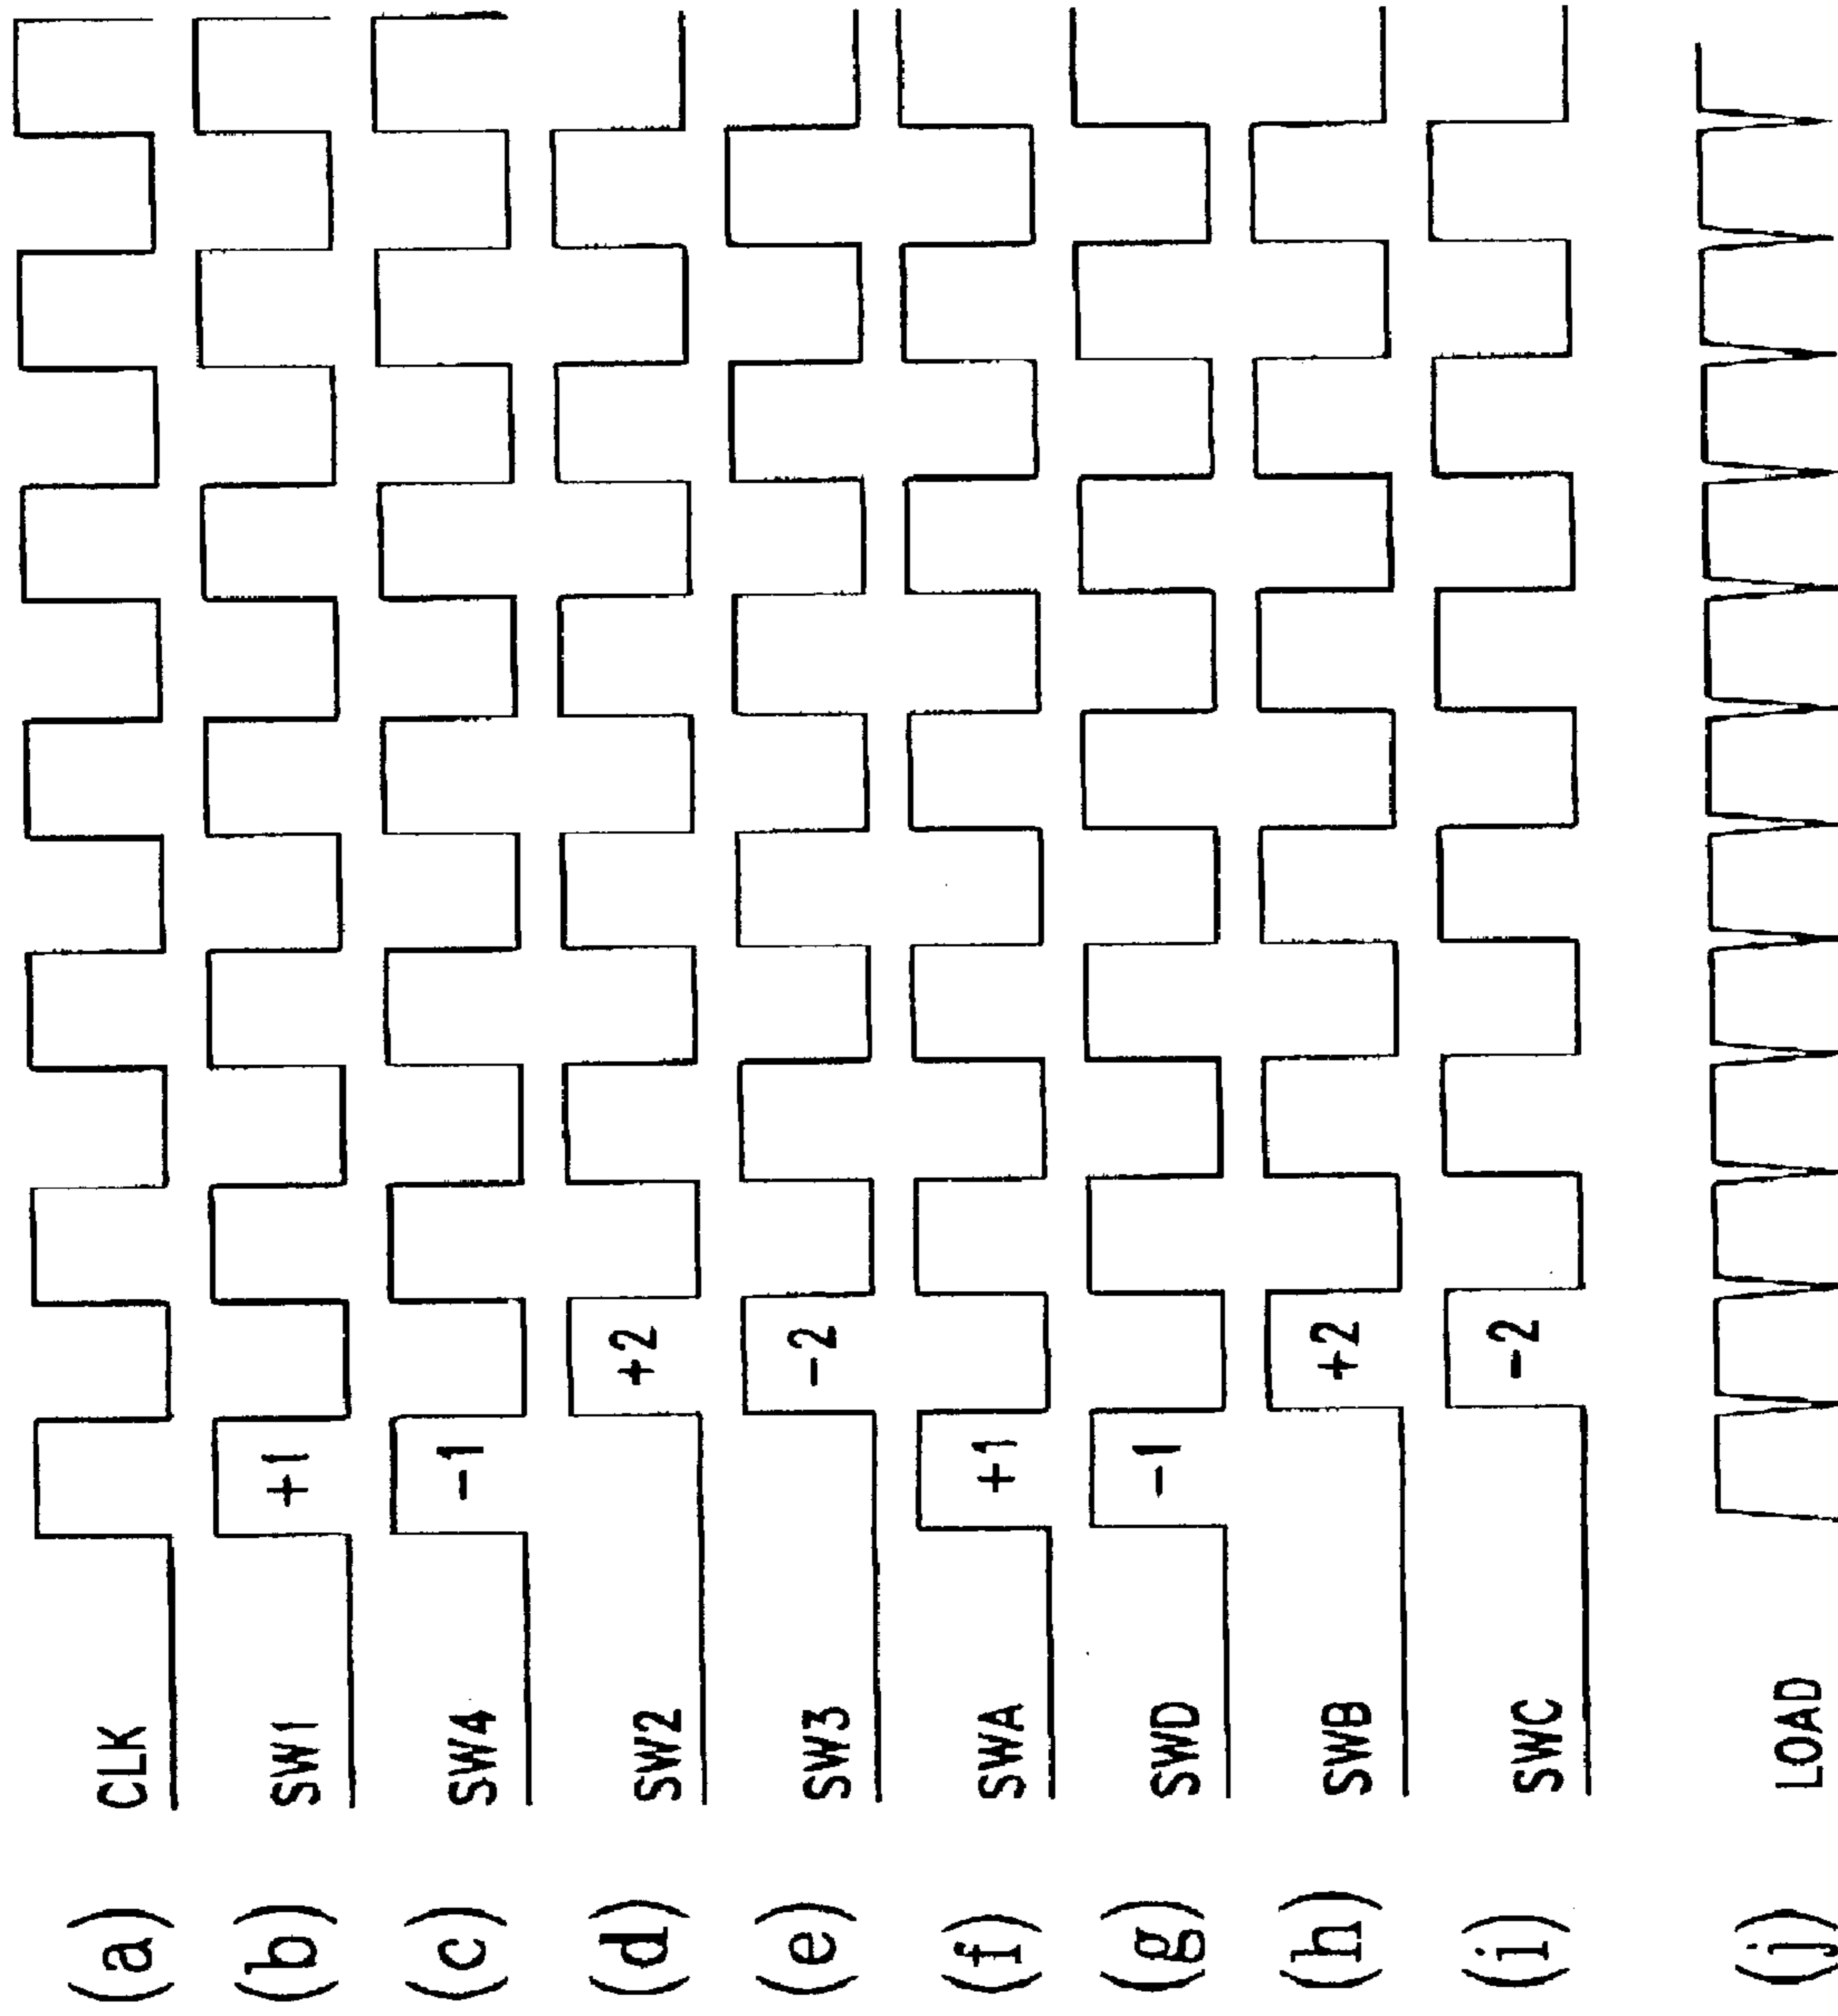 (a) CLK
(b) SW1 +1
(c) SW4 -1
(d) SW2 +2
(e) SW3 -2
(f) SWA +1
(g) SWD -1
(h) SWB +2
(i) SWC -2
(j) LOAD